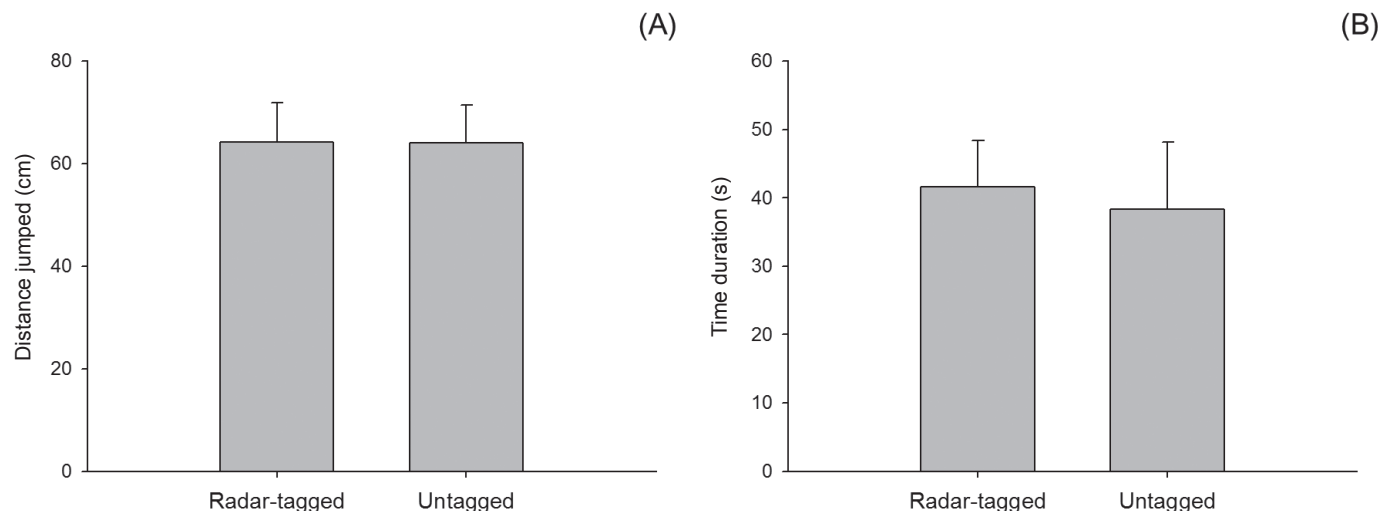 (A)
80
60
40
20
0
Distance jumped (cm)
Radar-tagged
Untagged
(B)
60
50
40
30
20
10
0
Time duration (s)
Radar-tagged
Untagged